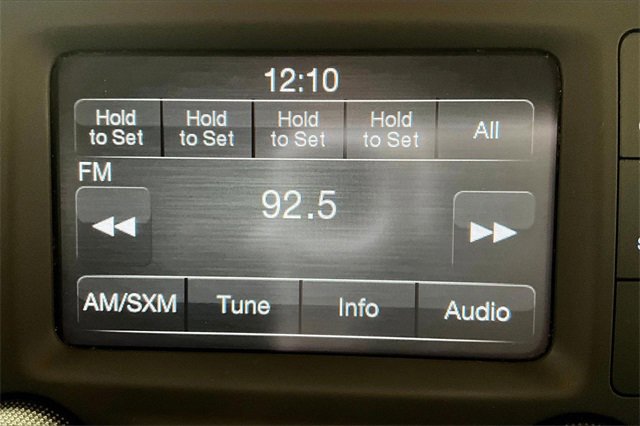 12:10
Hold to Set Hold to Set Hold to Set Hold to Set All
FM
92.5
AM/SXM Tune Info Audio